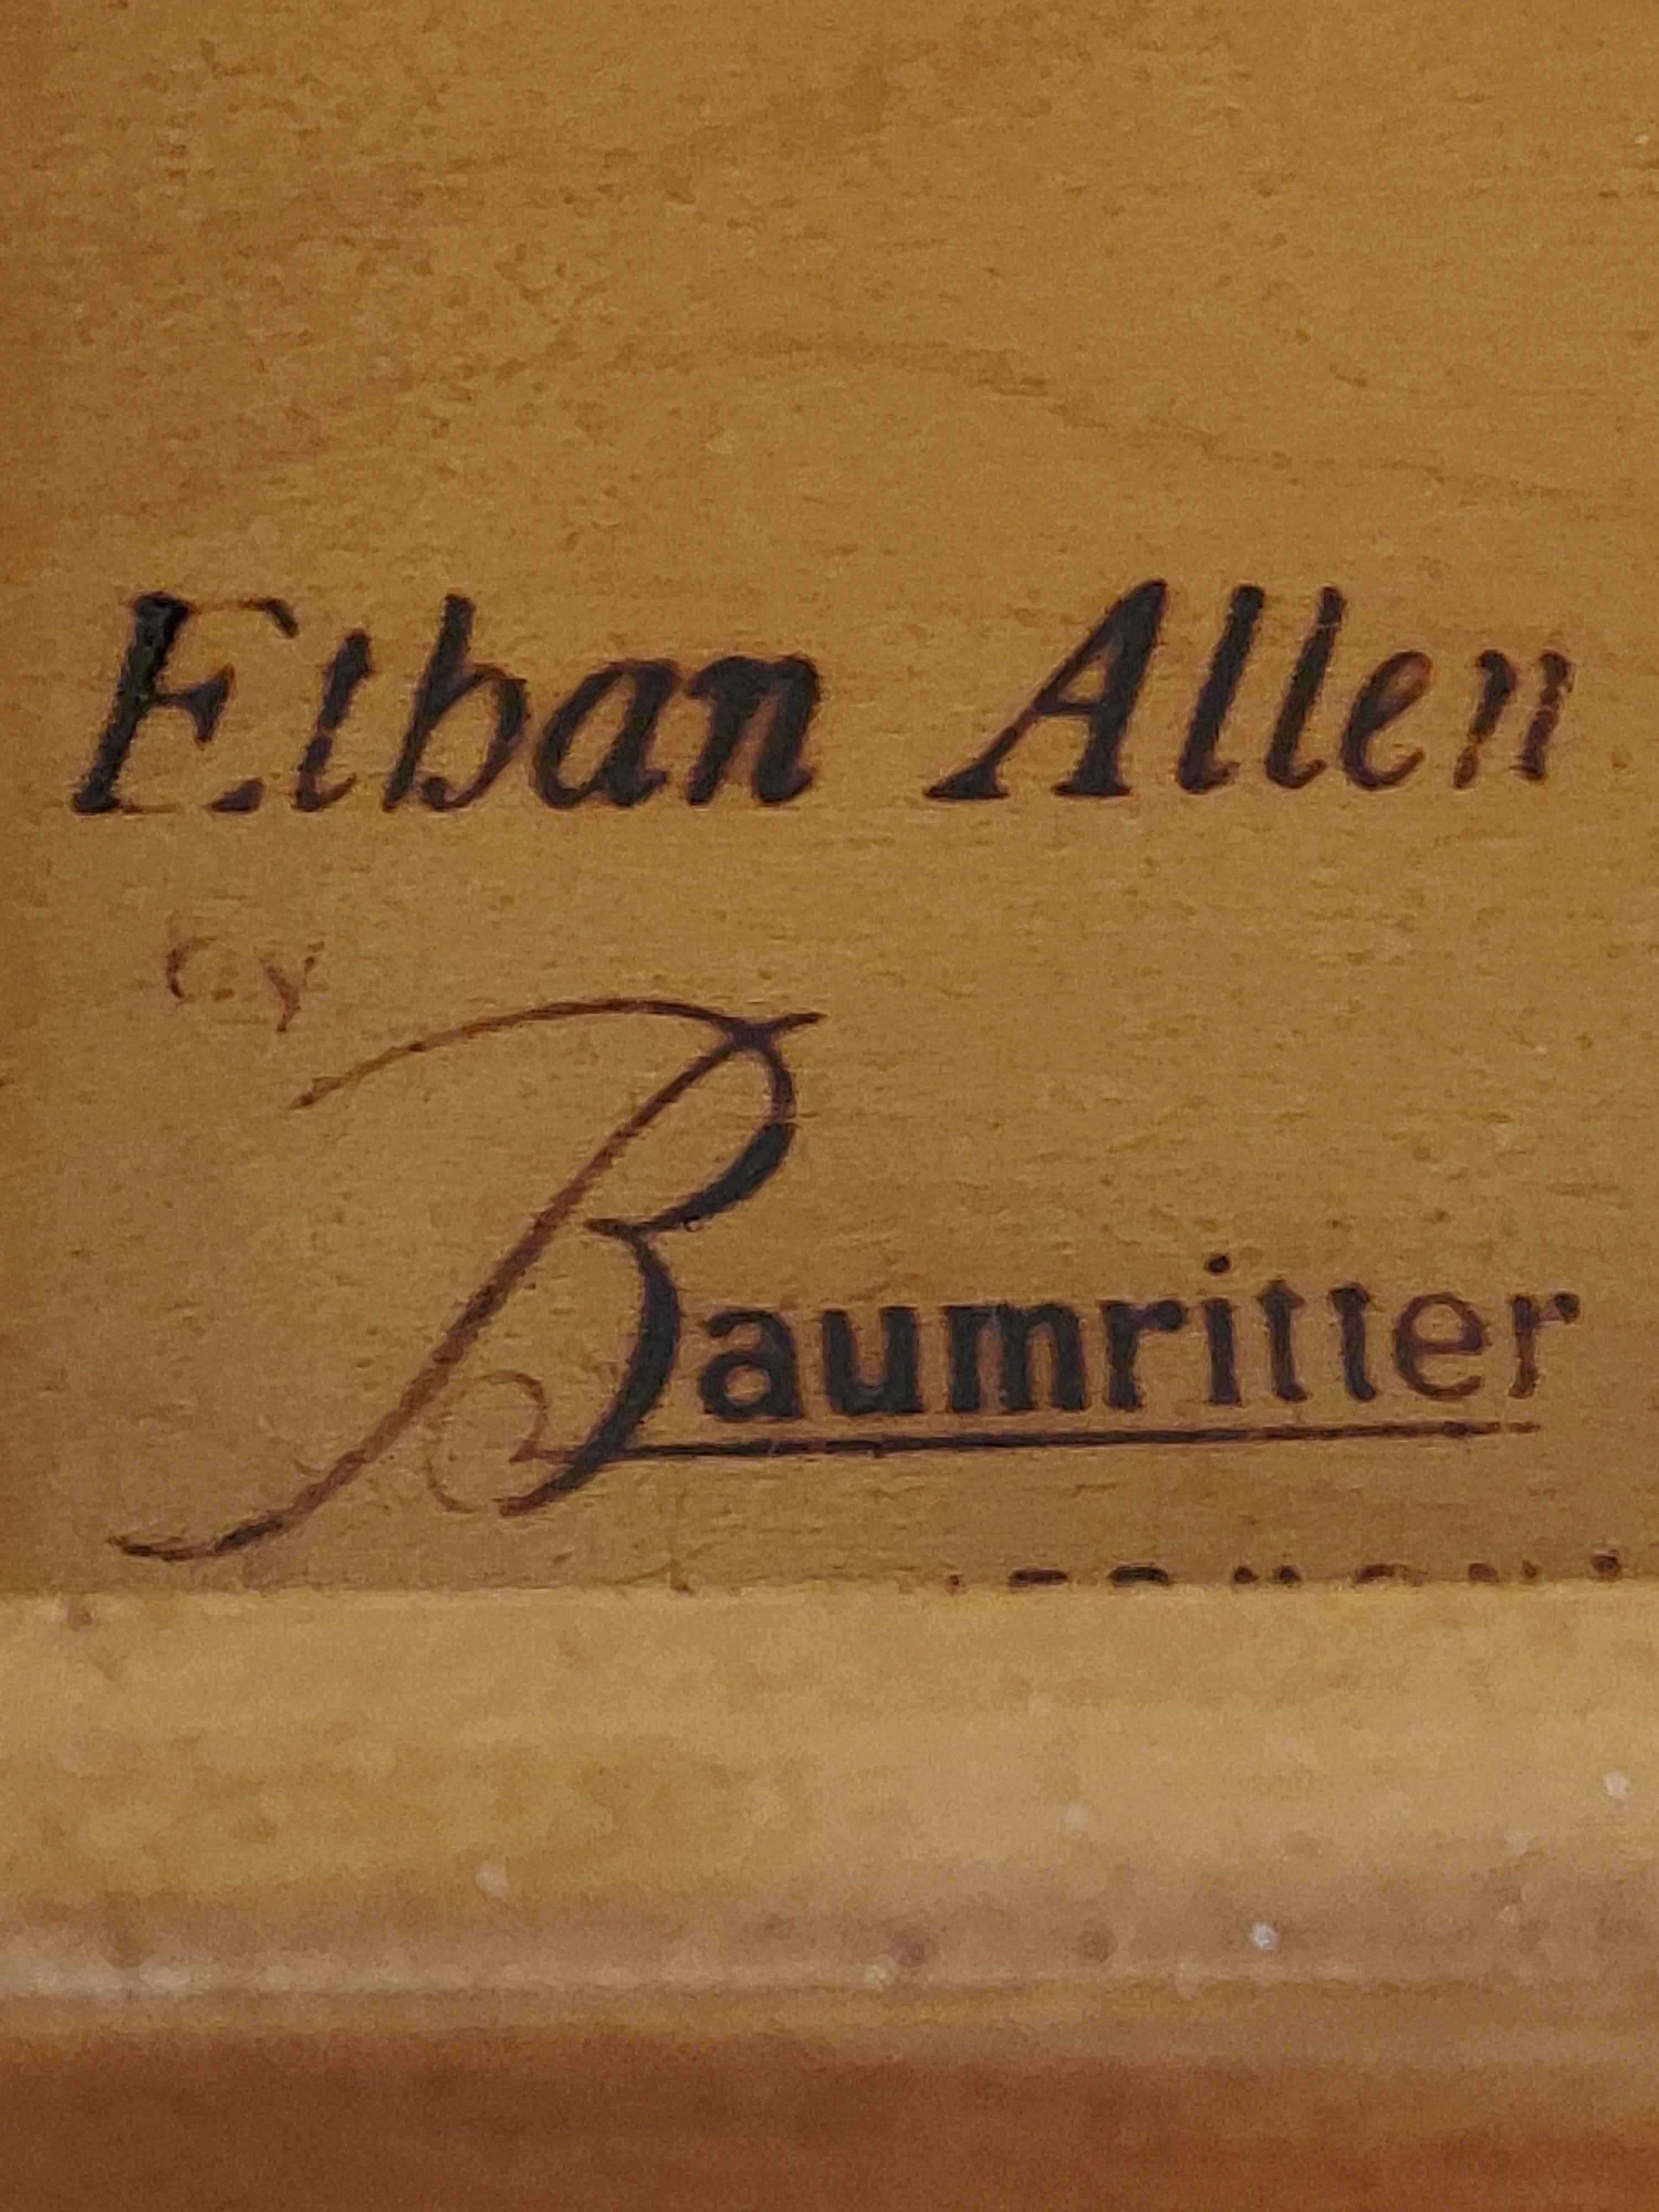 Ethan Allen
by
Baumritter